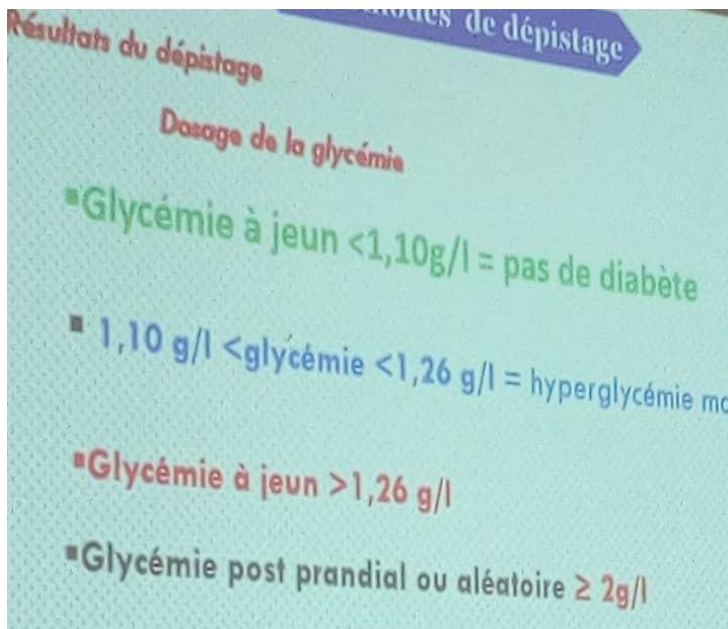 de dépistage
Résultats du dépistage
Dosage de la glycémie
▪Glycémie à jeun <1,10g/l = pas de diabète
▪ 1,10 g/l <glycémie <1,26 g/l = hyperglycémie
▪Glycémie à jeun >1,26 g/l
▪Glycémie post prandial ou aléatoire ≥ 2g/l